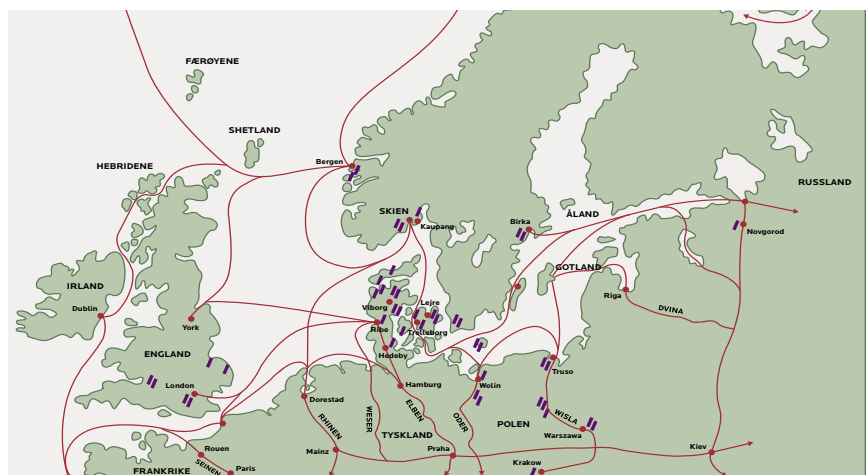 FÆRØYENE
SHETLAND
HEBRIDENE
Bergen
RUSSLAND
SKIEN
Kaupang
Birka
ÅLAND
Novgorod
GOTLAND
IRLAND
Dublin
Riga
DVINA
Viborg
Lejre
York
Ribe
Trelleborg
ENGLAND
Hedeby
London
Truso
Hamburg
Wolin
Dorestad
RHINEN
WESER
ELBEN
ODER
WISLA
TYSKLAND
POLEN
Warszawa
Rouen
Mainz
Praha
Kiev
SEINEN
Paris
Krakow
FRANKRIKE